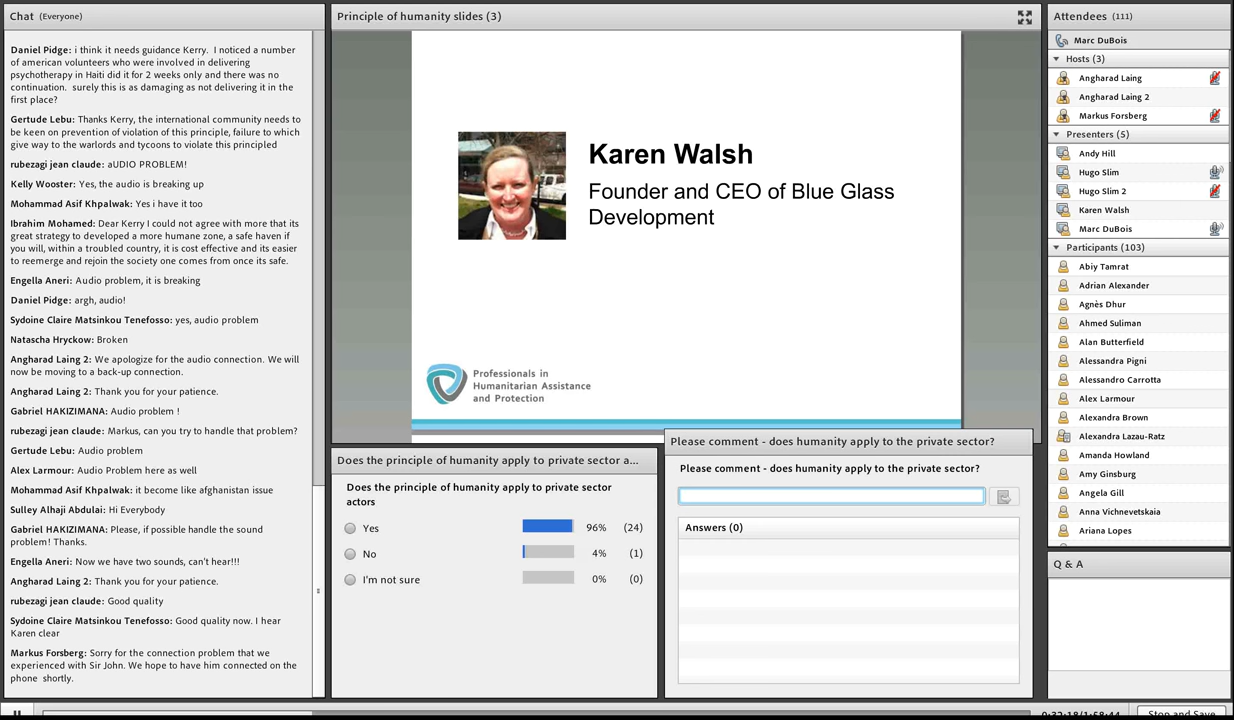 Chat (Everyone)
Daniel Pidge: i think it needs guidance Kerry. I noticed a number
of american volunteers who were involved in delivering
psychotherapy in Haiti did it for 2 weeks only and there was no
continuation. surely this is as damaging as not delivering it in the
first place?
Gertude Lebu: Thanks Kerry, the international community needs to
be keen on prevention of violation of this principle, failure to which
give way to the warlords and tycoons to violate this principled
rubezagi jean claude: aUDIO PROBLEM!
Kelly Wooster: Yes, the audio is breaking up
Mohammad Asif Khpalwak: Yes i have it too
Ibrahim Mohamed: Dear Kerry I could not agree with more that its
great strategy to developed a more humane zone, a safe haven if
you will, within a troubled country, it is cost effective and its easier
to reemerge and rejoin the society one comes from once its safe.
Engella Aneri: Audio problem, it is breaking
Daniel Pidge: argh, audio!
Sydoine Claire Matsinkou Tenefosso: yes, audio problem
Natascha Hryckow: Broken
Angharad Laing 2: We apologize for the audio connection. We will
now be moving to a back-up connection.
Angharad Laing 2: Thank you for your patience.
Gabriel HAKIZIMANA: Audio problem !
rubezagi jean claude: Markus, can you try to handle that problem?
Gertude Lebu: Audio problem
Alex Larmour: Audio Problem here as well
Mohammad Asif Khpalwak: it become like afghanistan issue
Sulley Alhaji Abdulai: Hi Everybody
Gabriel HAKIZIMANA: Please, if possible handle the sound
problem! Thanks.
Engella Aneri: Now we have two sounds, can't hear!!!
Angharad Laing 2: Thank you for your patience.
rubezagi jean claude: Good quality
Sydoine Claire Matsinkou Tenefosso: Good quality now. I hear
Karen clear
Markus Forsberg: Sorry for the connection problem that we
experienced with Sir John. We hope to have him connected on the
phone shortly.
Principle of humanity slides (3)
Karen Walsh
Founder and CEO of Blue Glass
Development
Professionals in
Humanitarian Assistance
and Protection
Does the principle of humanity apply to private sector a...
Does the principle of humanity apply to private sector
actors
Yes 96% (24)
No 4% (1)
I'm not sure 0% (0)
Please comment - does humanity apply to the private sector?
Please comment - does humanity apply to the private sector?
Answers (0)
Attendees (111)
Marc DuBois
Hosts (3)
Angharad Laing
Angharad Laing 2
Markus Forsberg
Presenters (5)
Andy Hill
Hugo Slim
Hugo Slim 2
Karen Walsh
Marc DuBois
Participants (103)
Abiy Tamrat
Adrian Alexander
Agnès Dhur
Ahmed Suliman
Alan Butterfield
Alessandra Pigni
Alessandro Carrotta
Alex Larmour
Alexandra Brown
Alexandra Lazau-Ratz
Amanda Howland
Amy Ginsburg
Angela Gill
Anna Vichnevetskaia
Ariana Lopes
Q & A
0:32:18/1:58:44
Stop and Save